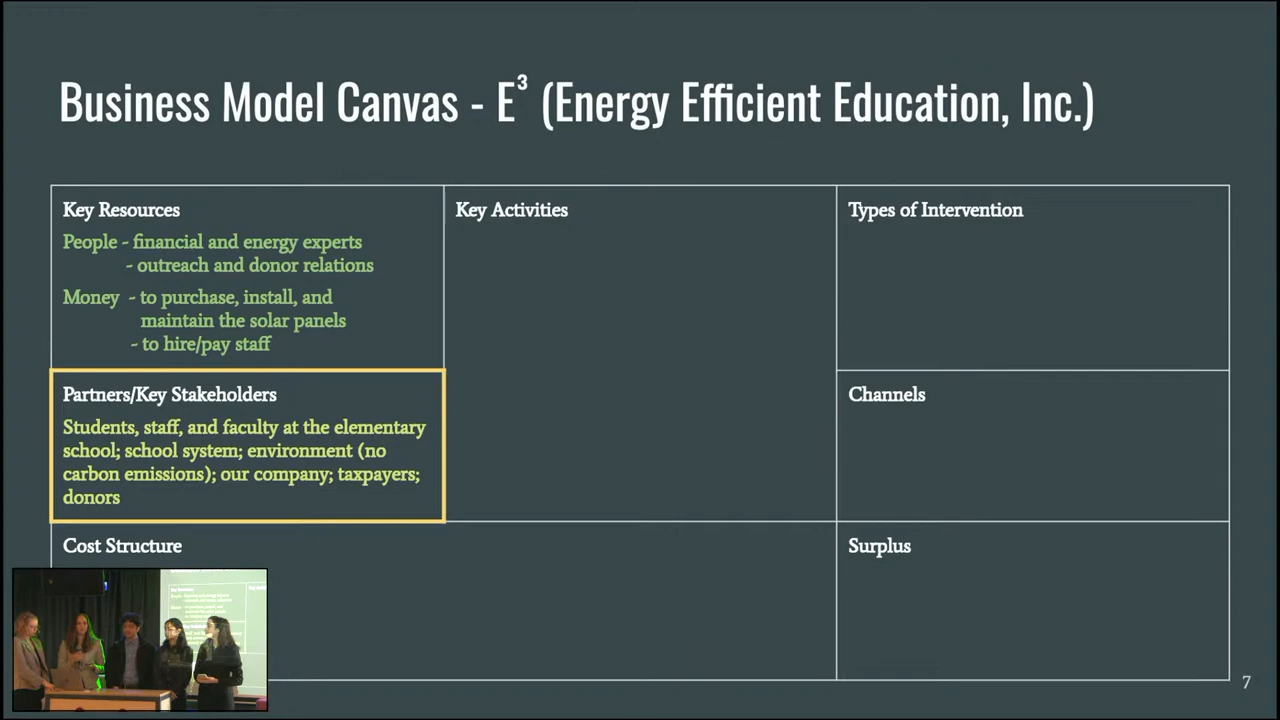 Business Model Canvas - E³ (Energy Efficient Education, Inc.)
Key Resources
People - financial and energy experts
- outreach and donor relations
Money - to purchase, install, and
maintain the solar panels
- to hire/pay staff
Key Activities
Types of Intervention
Partners/Key Stakeholders
Students, staff, and faculty at the elementary
school; school system; environment (no
carbon emissions); our company; taxpayers;
donors
Channels
Cost Structure
Surplus
7